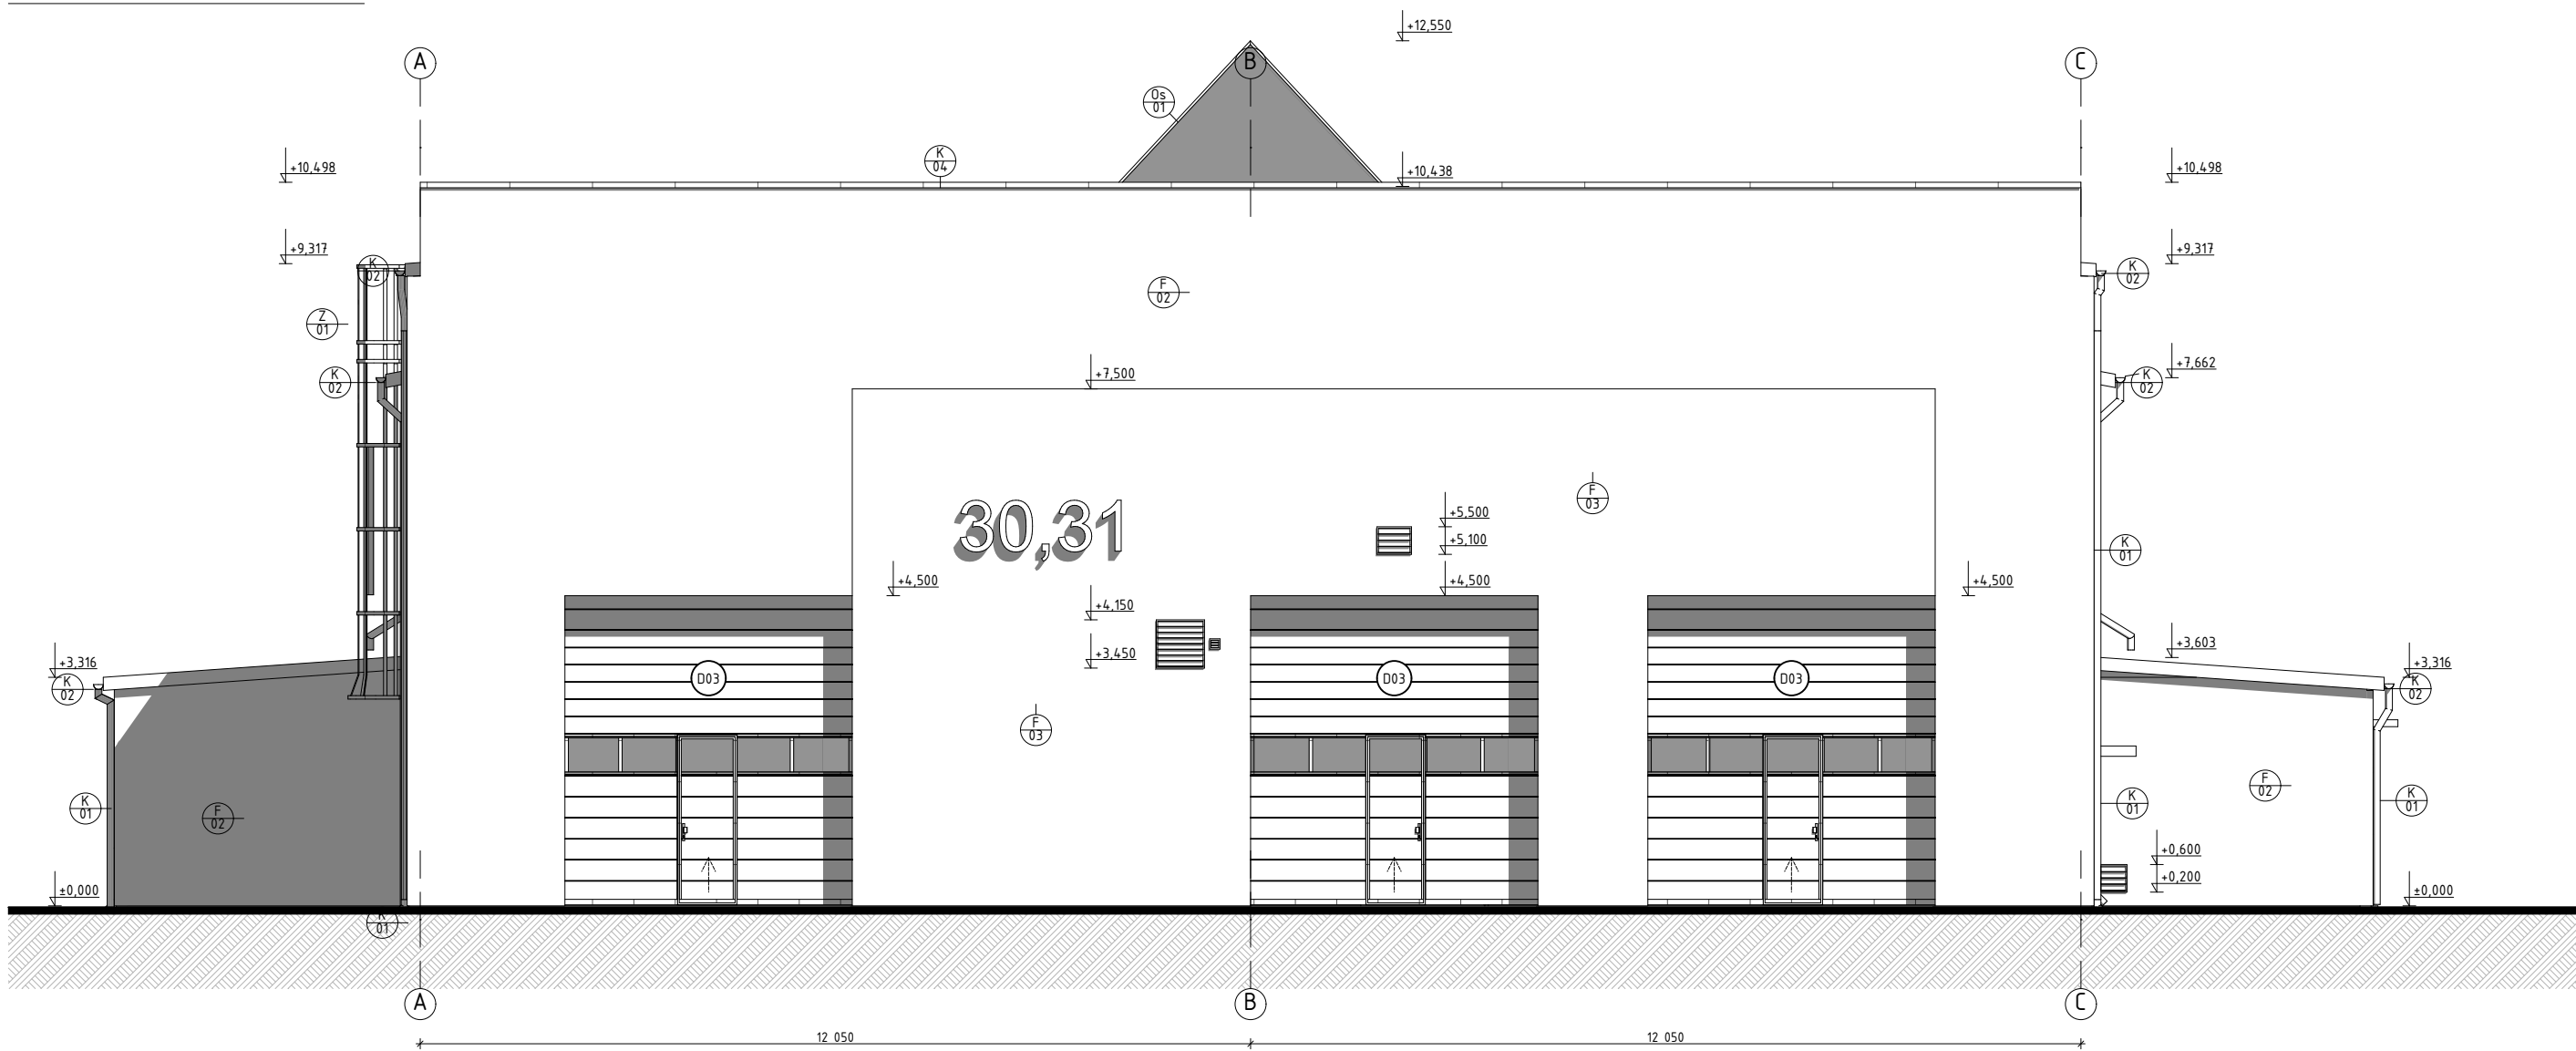 +12,550
A
B
C
Os
01
K
04
+10,498
+10,438
+10,498
+9,317
+9,317
K
02
K
02
F
02
Z
01
+7,500
+7,662
K
02
K
02
F
03
30,31
+5,500
+5,100
K
01
+4,500
+4,500
+4,500
+4,150
+3,450
+3,603
+3,316
+3,316
K
02
K
02
D03
D03
D03
F
03
F
02
K
01
F
02
K
01
K
01
+0,600
+0,200
±0,000
±0,000
K
01
A
B
C
12 050
12 050